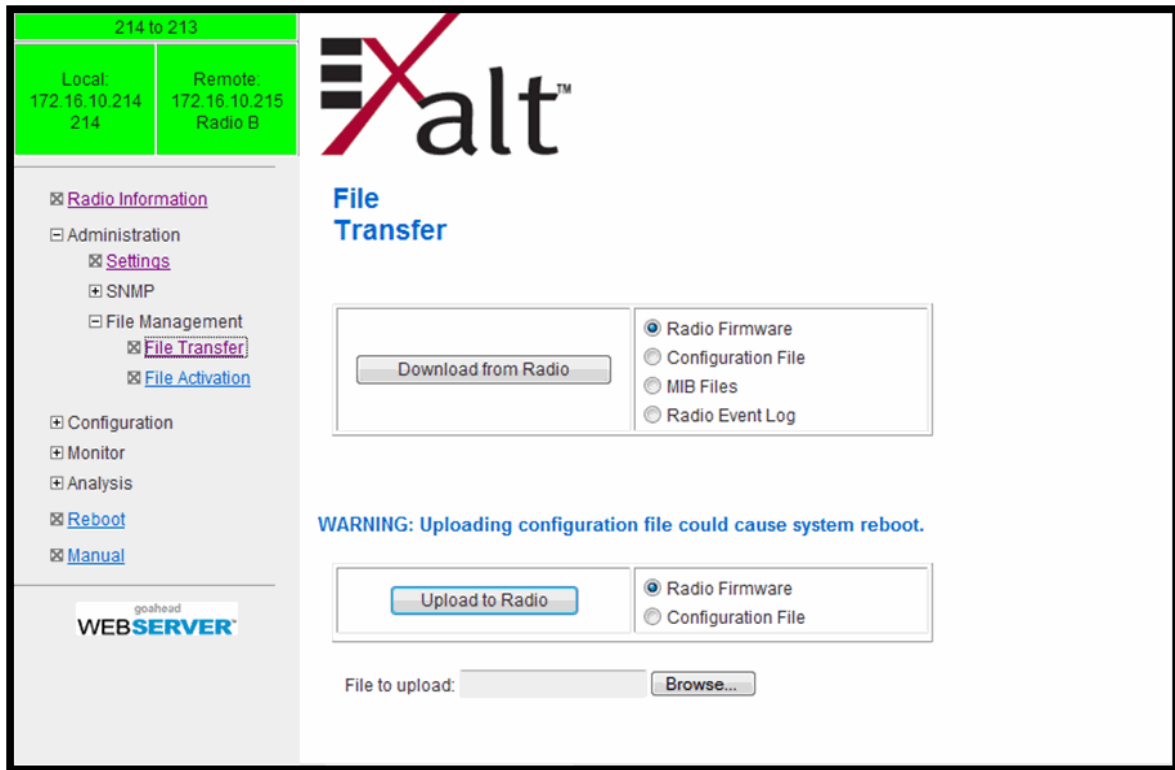 214 to 213
Local:
172.16.10.214
214
Remote:
172.16.10.215
Radio B
Radio Information
Administration
Settings
SNMP
File Management
File Transfer
File Activation
Configuration
Monitor
Analysis
Reboot
Manual
goahead
WEBSERVER
EXalt™
File
Transfer
Download from Radio
Radio Firmware
Configuration File
MIB Files
Radio Event Log
WARNING: Uploading configuration file could cause system reboot.
Upload to Radio
Radio Firmware
Configuration File
File to upload:
Browse...